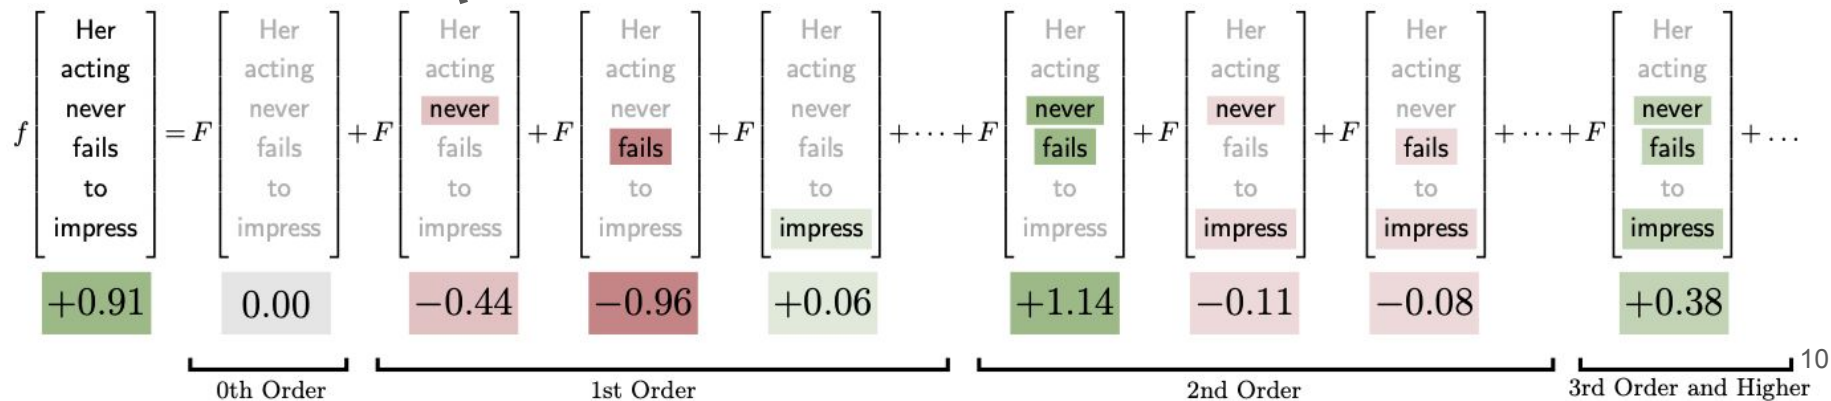 Her Her Her Her Her Her Her Her Her
acting acting acting acting acting acting acting acting acting
never never never never never never never never never
f = F + F + F + F + ⋯ + F + F + F + ⋯ + F + …
fails fails fails fails fails fails fails fails fails
to to to to to to to to to
impress impress impress impress impress impress impress impress impress
+0.91 0.00 −0.44 −0.96 +0.06 +1.14 −0.11 −0.08 +0.38
10
0th Order 1st Order 2nd Order 3rd Order and Higher